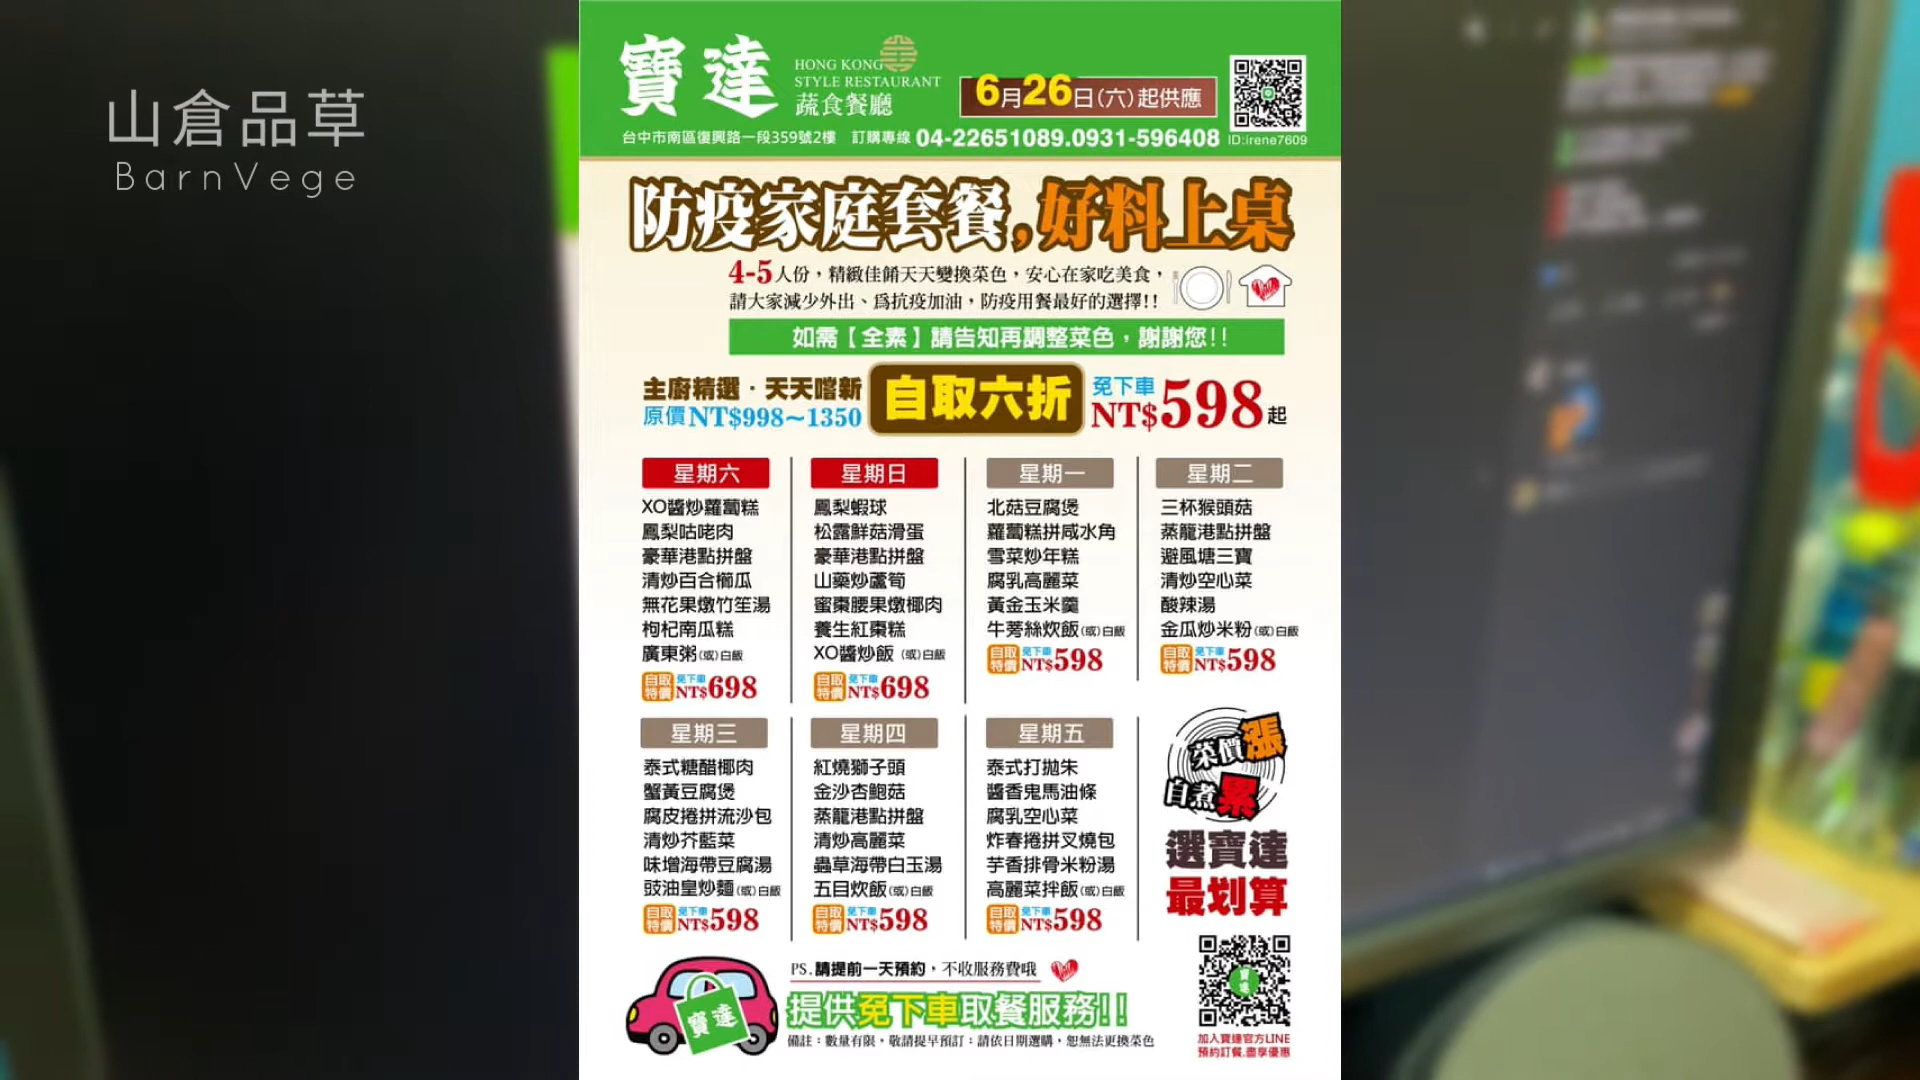 山倉品草
BarnVege
寶達
HONG KONG
STYLE RESTAURANT
蔬食餐廳
6月26日(六)起供應
台中市南區復興路一段359號2樓 訂購專線 04-22651089.0931-596408
ID:irene7609
防疫家庭套餐,好料上桌
4-5人份,精緻佳餚天天變換菜色,安心在家吃美食,
請大家減少外出、為抗疫加油,防疫用餐最好的選擇!!
如需【全素】請告知再調整菜色,謝謝您!!
主廚精選·天天嚐新
原價NT$998~1350
自取六折
免下車
NT$598起
星期六
XO醬炒蘿蔔糕
鳳梨咕咾肉
豪華港點拼盤
清炒百合櫛瓜
無花果燉竹笙湯
枸杞南瓜糕
廣東粥(或)白飯
自取特價 免下車 NT$698
星期日
鳳梨蝦球
松露鮮菇滑蛋
豪華港點拼盤
山藥炒蘆筍
蜜棗腰果燉椰肉
養生紅棗糕
XO醬炒飯(或)白飯
自取特價 免下車 NT$698
星期一
北菇豆腐煲
蘿蔔糕拼咸水角
雪菜炒年糕
腐乳高麗菜
黃金玉米羹
牛蒡絲炊飯(或)白飯
自取特價 免下車 NT$598
星期二
三杯猴頭菇
蒸籠港點拼盤
避風塘三寶
清炒空心菜
酸辣湯
金瓜炒米粉(或)白飯
自取特價 免下車 NT$598
星期三
泰式糖醋椰肉
蟹黃豆腐煲
腐皮捲拼流沙包
清炒芥藍菜
味增海帶豆腐湯
豉油皇炒麵(或)白飯
自取特價 免下車 NT$598
星期四
紅燒獅子頭
金沙杏鮑菇
蒸籠港點拼盤
清炒高麗菜
蟲草海帶白玉湯
五目炊飯(或)白飯
自取特價 免下車 NT$598
星期五
泰式打拋朱
醬香鬼馬油條
腐乳空心菜
炸春捲拼叉燒包
芋香排骨米粉湯
高麗菜拌飯(或)白飯
自取特價 免下車 NT$598
菜價漲
自煮累
選寶達
最划算
PS.請提前一天預約,不收服務費哦
提供免下車取餐服務!!
備註:數量有限,敬請提早預訂;請依日期選購,恕無法更換菜色
寶達
寶達
加入寶達官方LINE
預約訂餐.盡享優惠